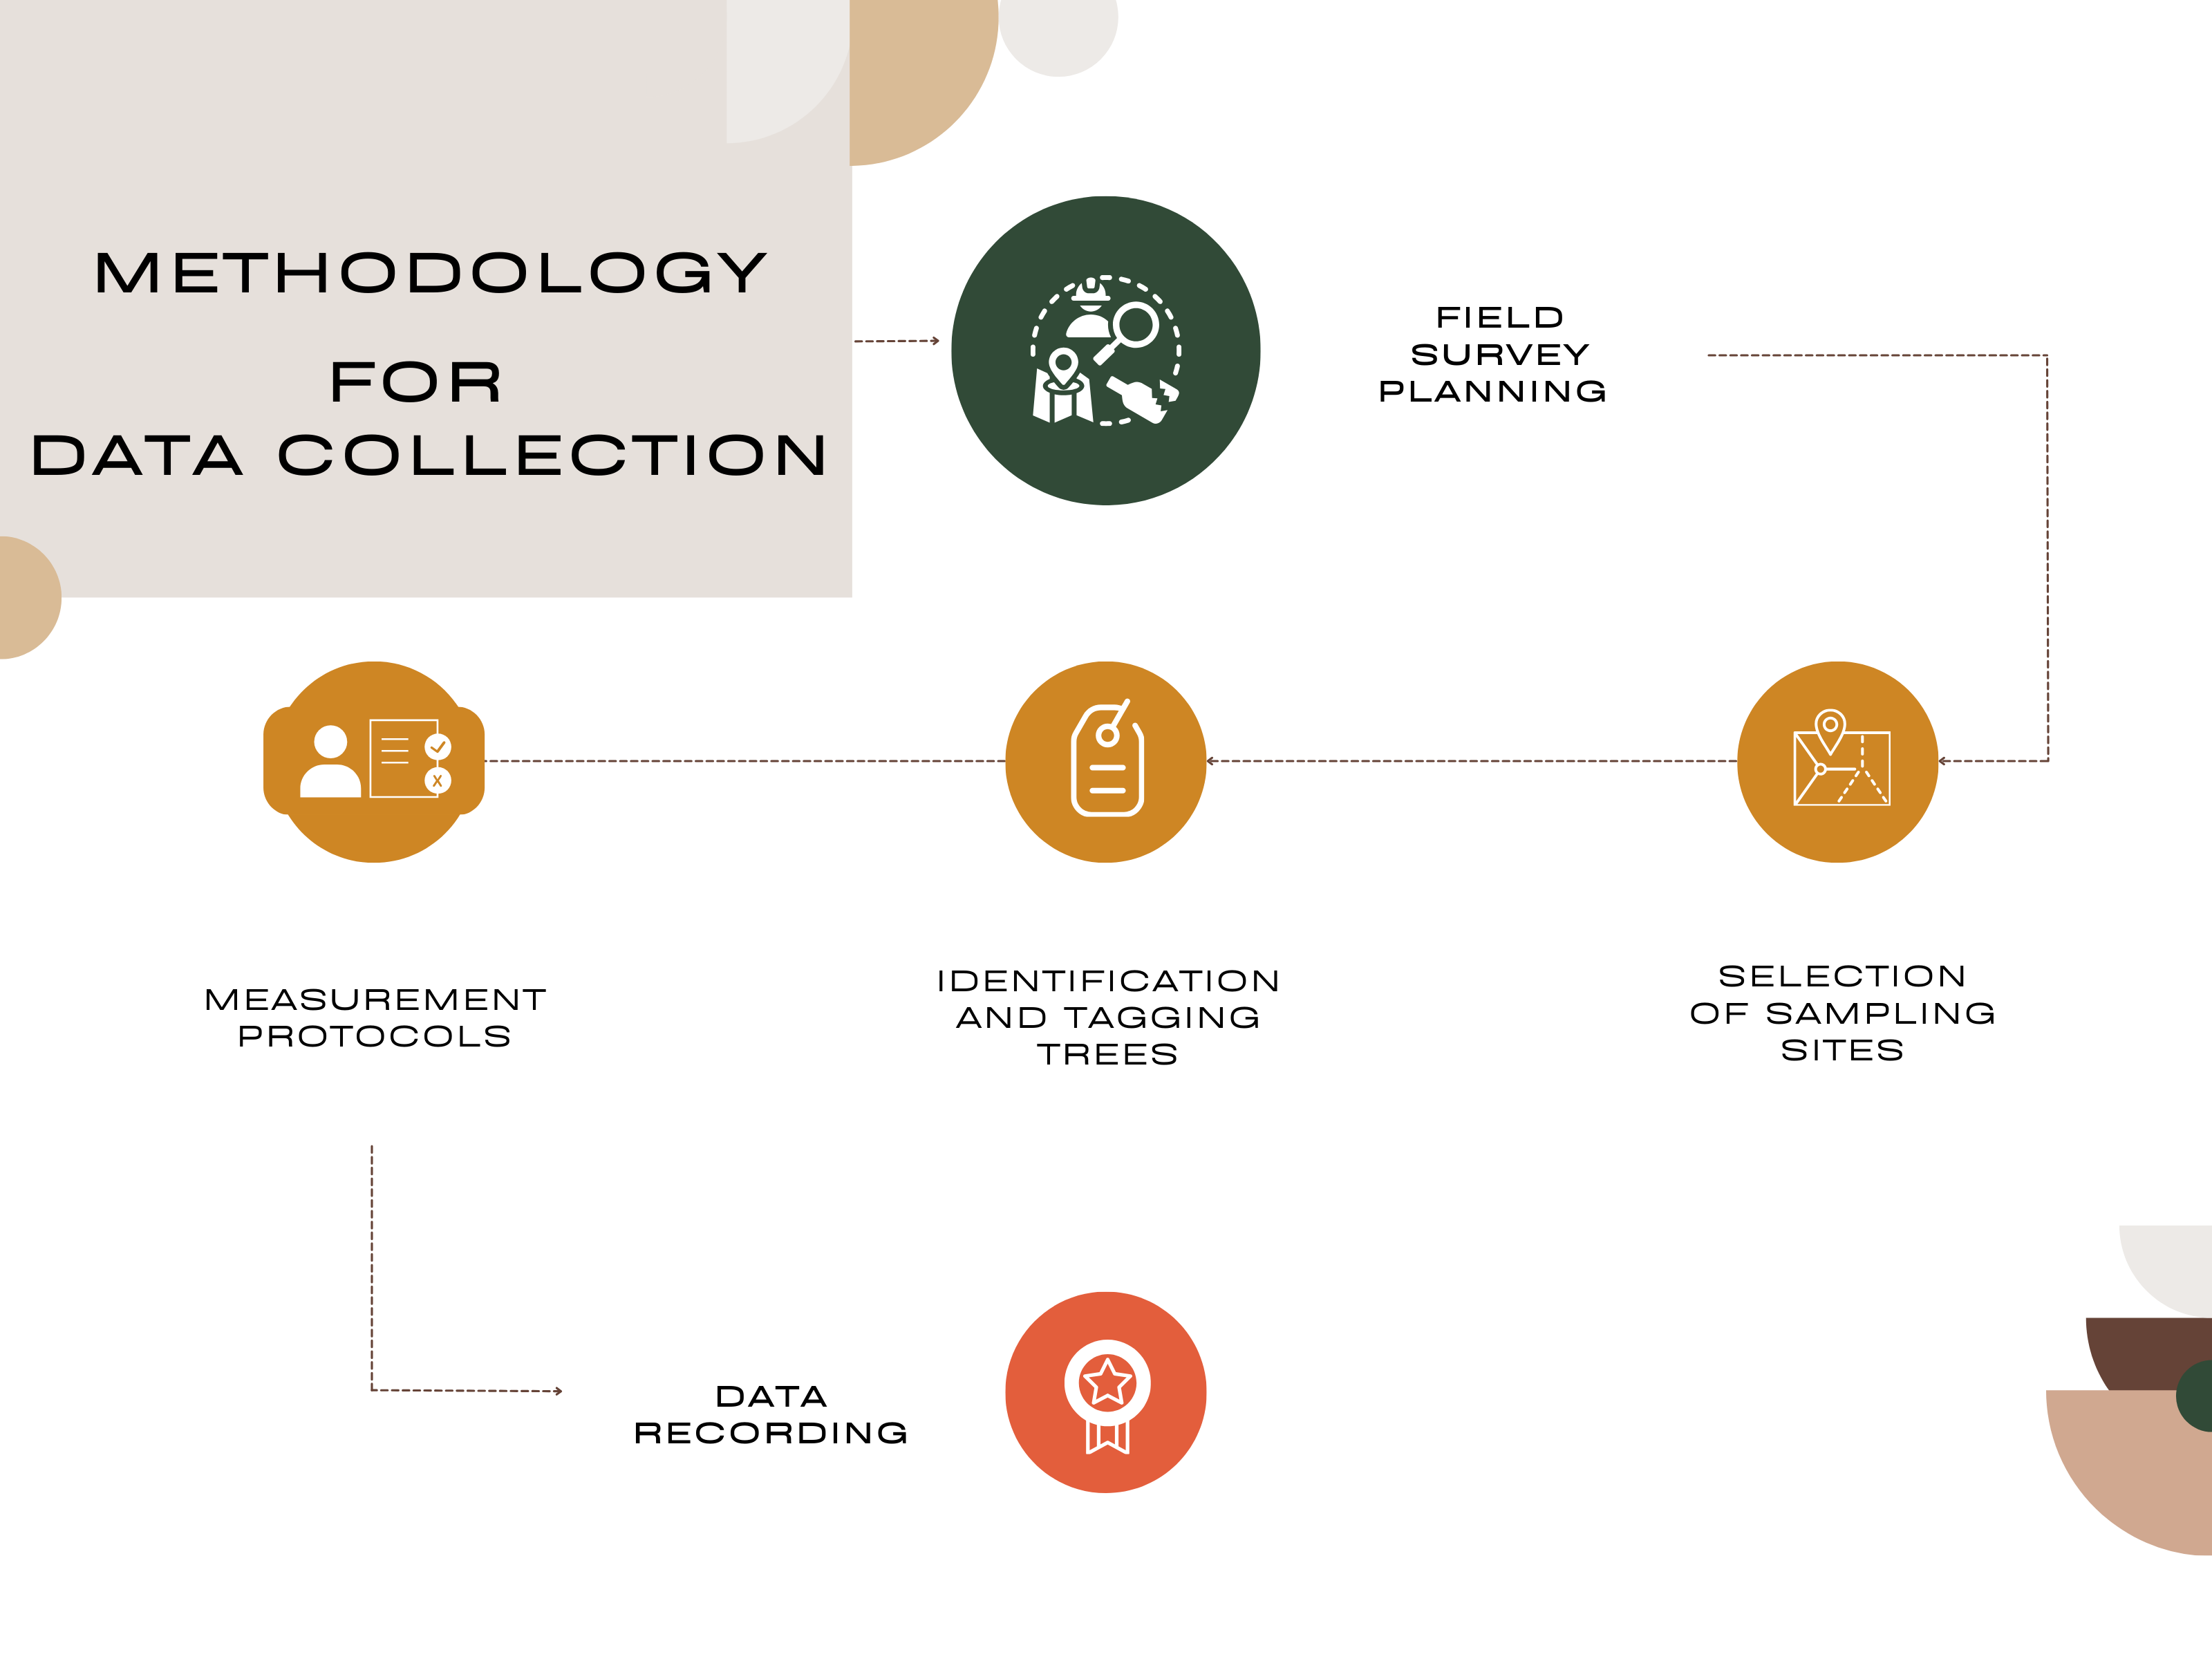 METHODOLOGY
FOR
DATA COLLECTION
FIELD
SURVEY
PLANNING
SELECTION
OF SAMPLING
SITES
IDENTIFICATION
AND TAGGING
TREES
MEASUREMENT
PROTOCOLS
DATA
RECORDING